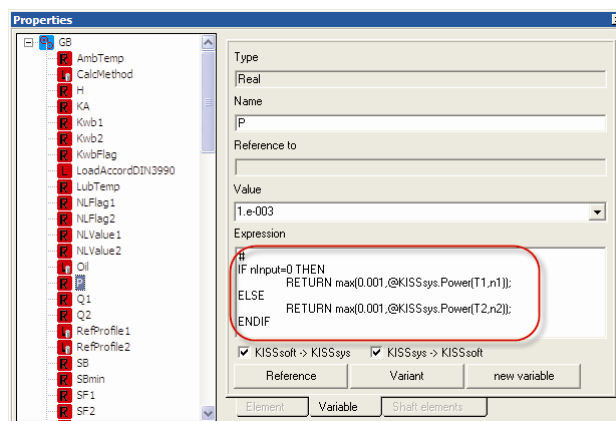 Properties
GB
AmbTemp
CalcMethod
H
KA
Kwb1
Kwb2
KwbFlag
LoadAccordDIN3990
LubTemp
NLFlag1
NLFlag2
NLValue1
NLValue2
Oil
P
Q1
Q2
RefProfile1
RefProfile2
SB
SBmin
SF1
SF2
Type
Real
Name
P
Reference to
Value
1.e-003
Expression
#
IF nInput=0 THEN
RETURN max(0.001,@KISSsys.Power(T1,n1));
ELSE
RETURN max(0.001,@KISSsys.Power(T2,n2));
ENDIF
KISSsoft -> KISSsys
KISSsys -> KISSsoft
Reference
Variant
new variable
Element
Variable
Shaft elements